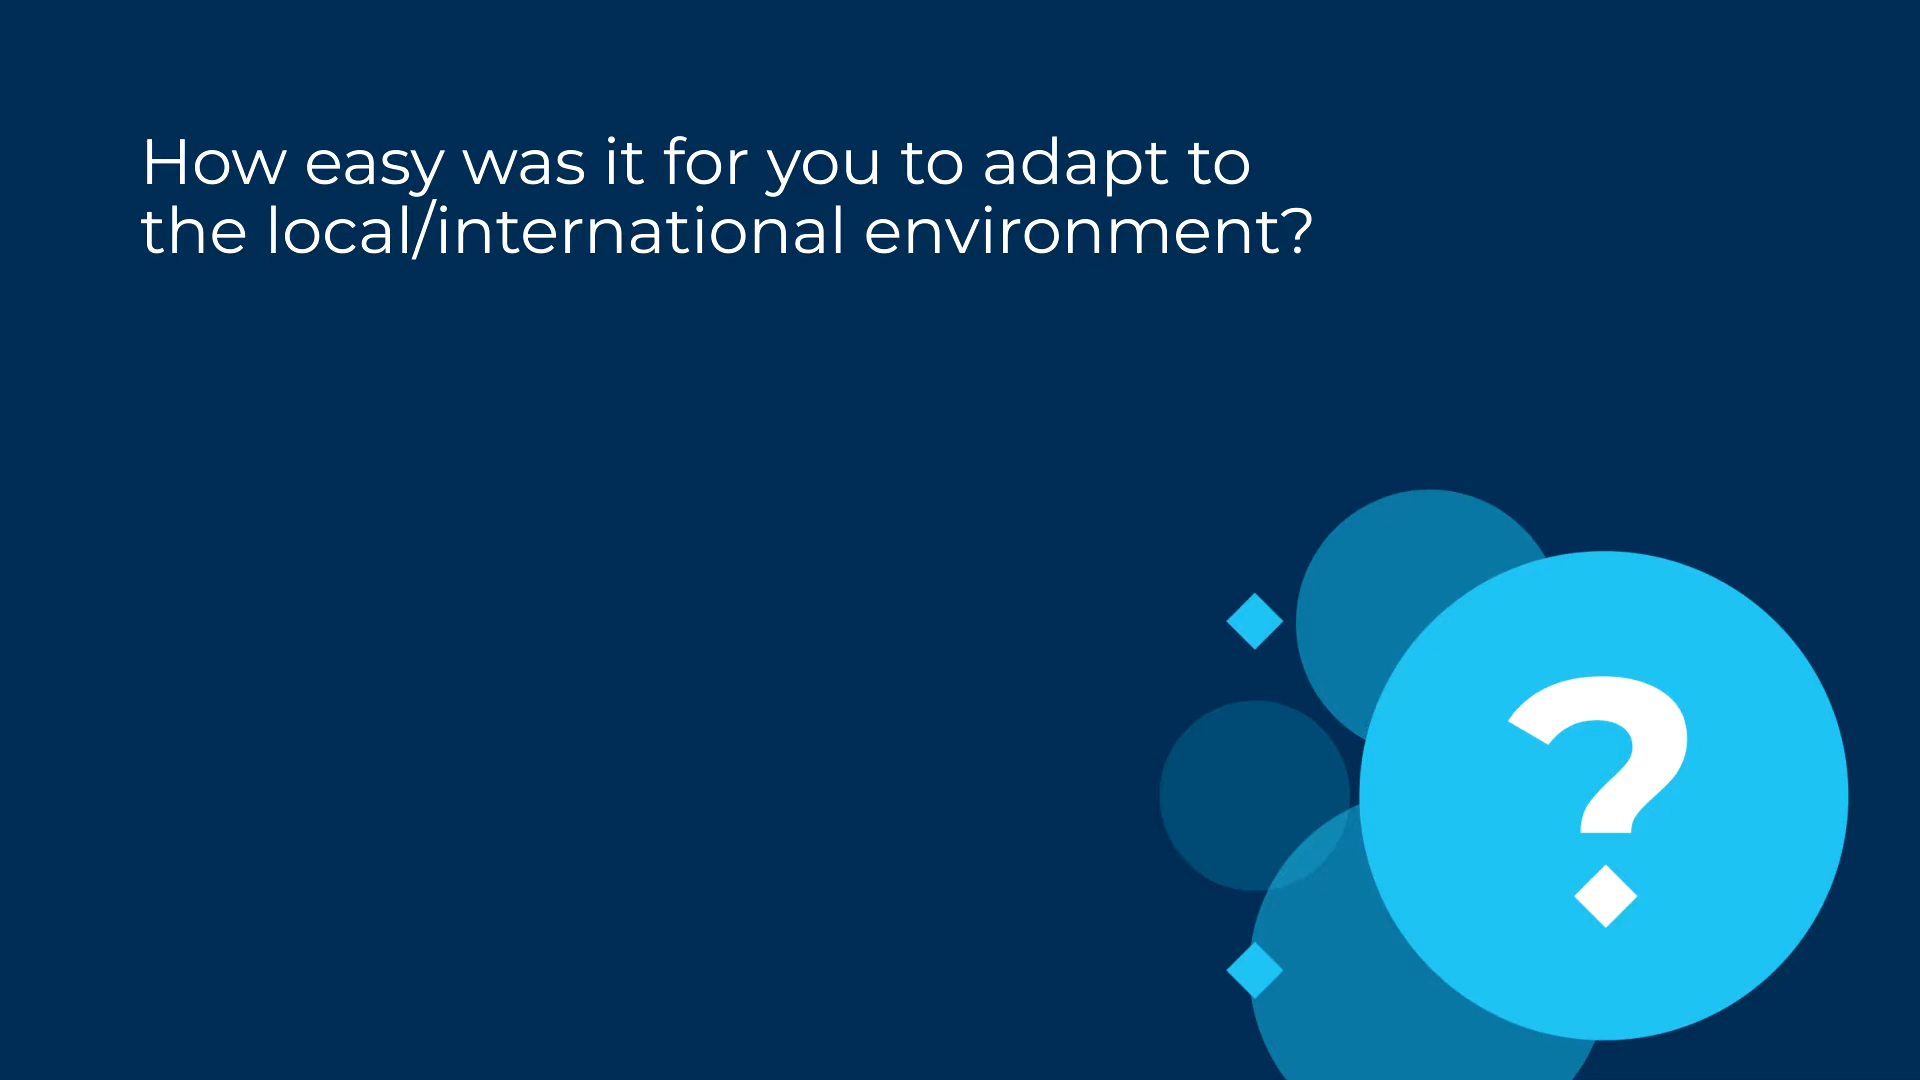 How easy was it for you to adapt to
the local/international environment?
?